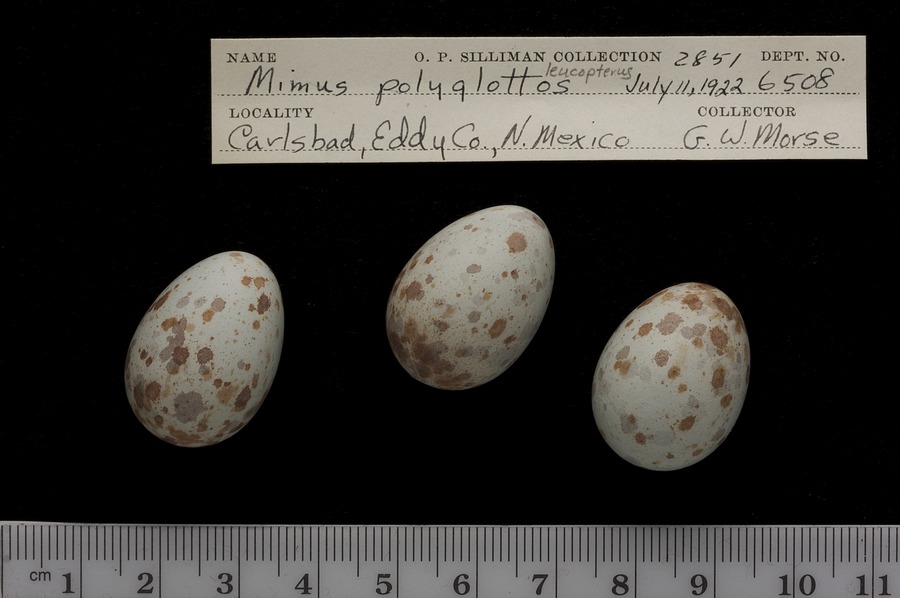 NAME O. P. SILLIMAN COLLECTION 2851 DEPT. NO.
Mimus polyglottos leucopterus July 11, 1922 6508
LOCALITY COLLECTOR
Carlsbad, Eddy Co., N. Mexico G. W. Morse
cm 1 2 3 4 5 6 7 8 9 10 11